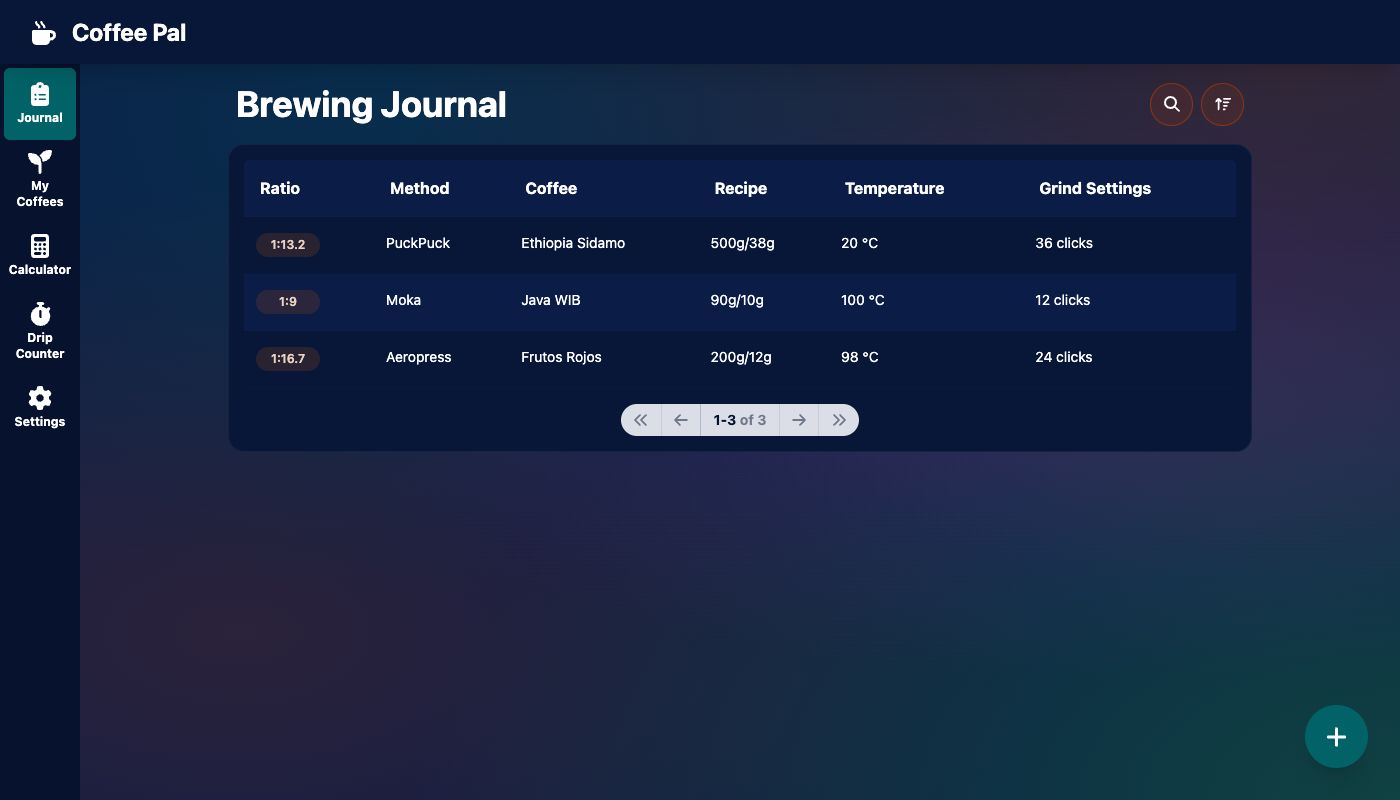 Coffee Pal
Journal
My
Coffees
Calculator
Drip
Counter
Settings
Brewing Journal
Ratio Method Coffee Recipe Temperature Grind Settings
1:13.2 PuckPuck Ethiopia Sidamo 500g/38g 20 °C 36 clicks
1:9 Moka Java WIB 90g/10g 100 °C 12 clicks
1:16.7 Aeropress Frutos Rojos 200g/12g 98 °C 24 clicks
1-3 of 3